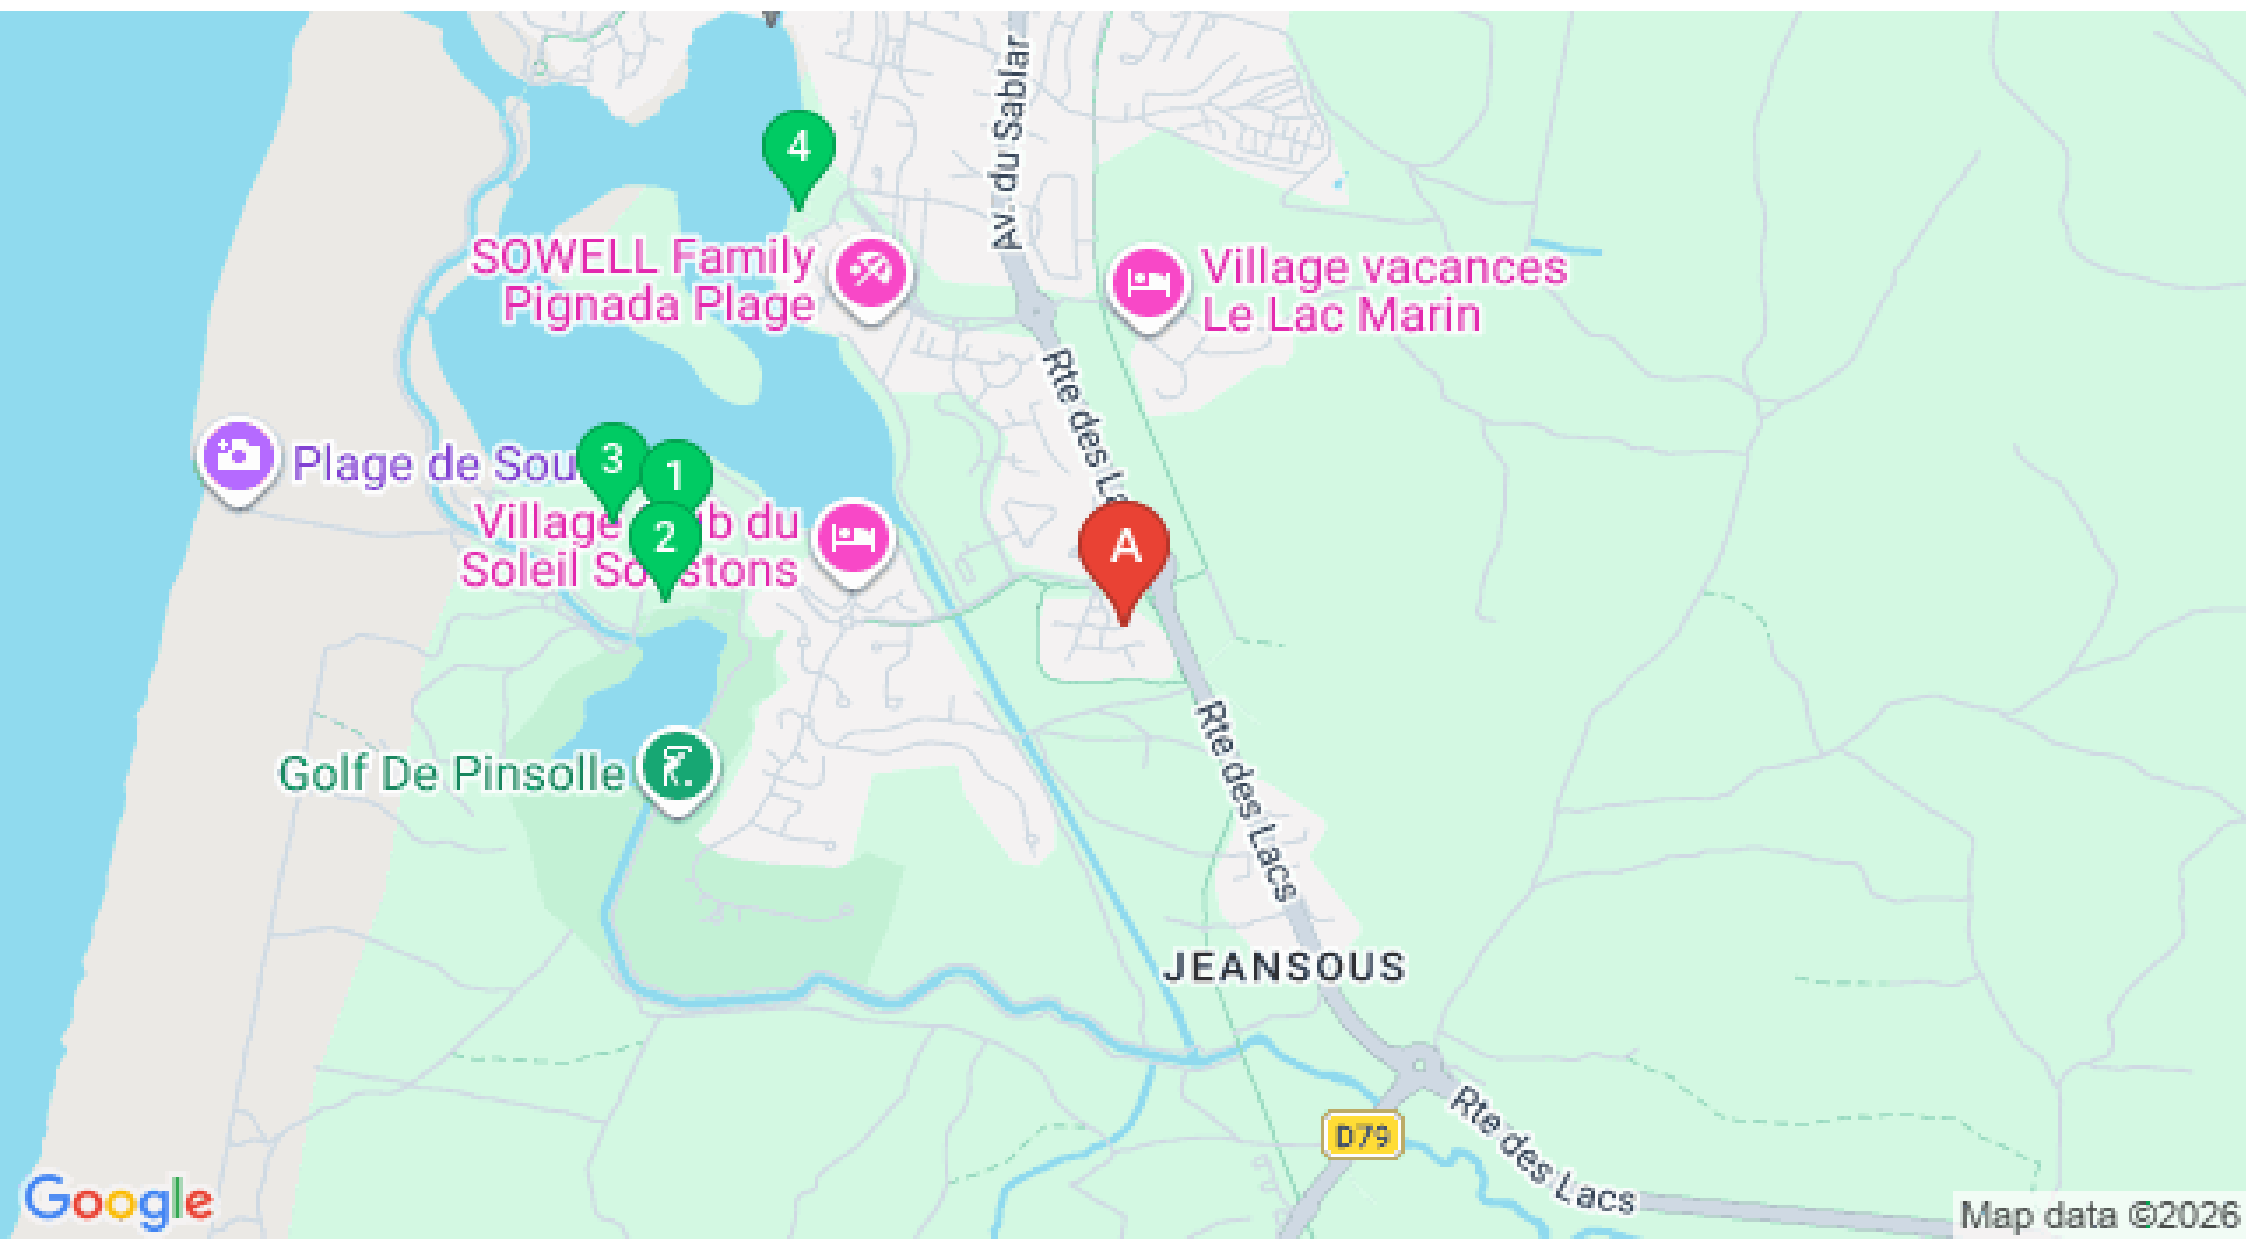 Av. du Sablar
4
SOWELL Family
Pignada Plage
Village vacances
Le Lac Marin
Rte des La
Plage de Sou
3
1
2
Village
b du
Soleil So
stons
A
Rte des Lacs
Golf De Pinsolle
JEANSOUS
D79
Rte des Lacs
Google
Map data ©2026